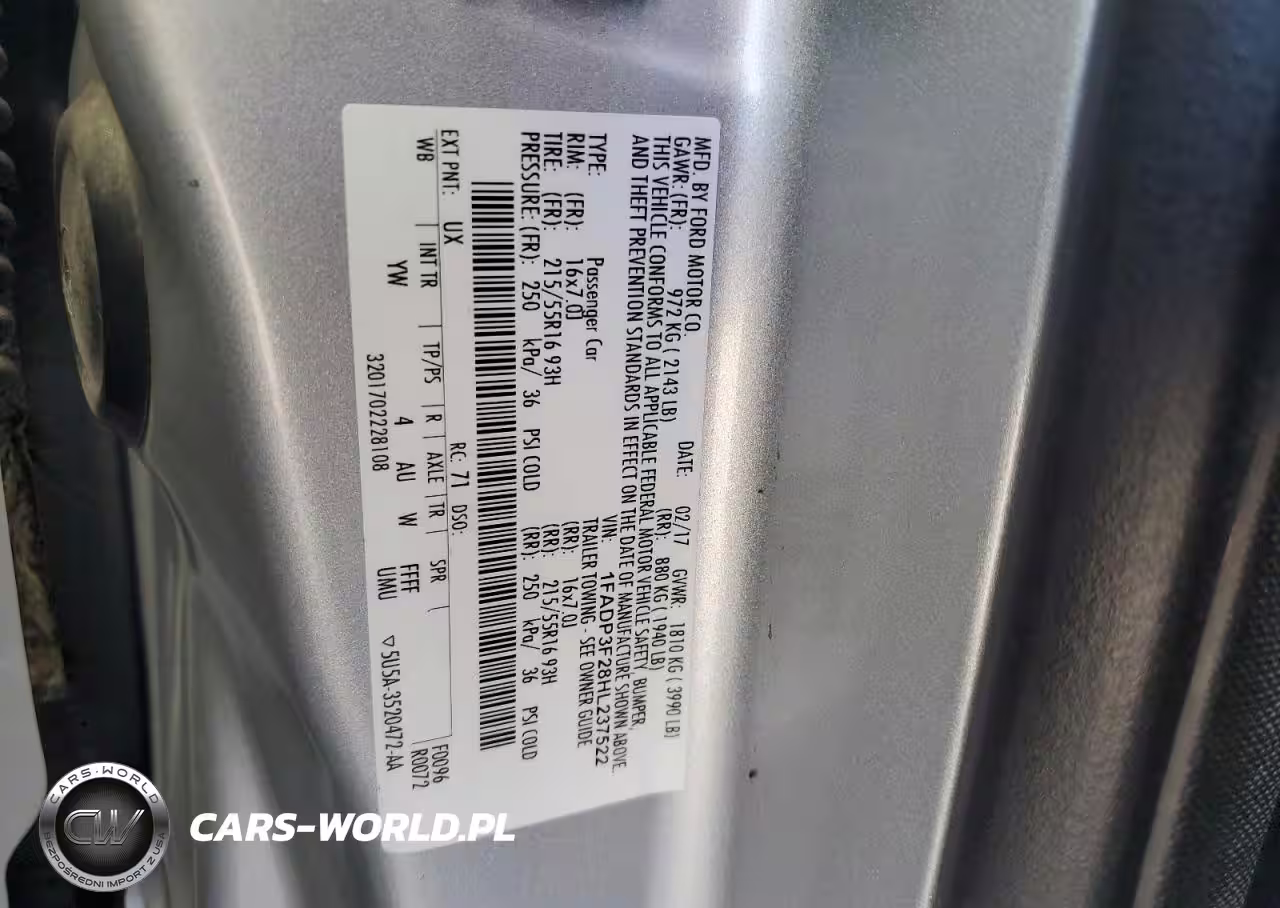 MFD. BY FORD MOTOR CO.
DATE: 02/17 GVWR: 1810 KG ( 3990 LB)
GAWR: (FR): 972 KG ( 2143 LB) (RR): 880 KG ( 1940 LB)
THIS VEHICLE CONFORMS TO ALL APPLICABLE FEDERAL MOTOR VEHICLE SAFETY, BUMPER,
AND THEFT PREVENTION STANDARDS IN EFFECT ON THE DATE OF MANUFACTURE SHOWN ABOVE.
VIN: 1FADP3F28HL237522
TYPE: Passenger Car TRAILER TOWING - SEE OWNER GUIDE
RIM: (FR): 16x7.0J (RR): 16x7.0J
TIRE: (FR): 215/55R16 93H (RR): 215/55R16 93H
PRESSURE: (FR): 250 kPa/ 36 PSI COLD (RR): 250 kPa/ 36 PSI COLD
EXT PNT: UX RC: 71 DSO: F0096
WB INT TR TP/PS R AXLE TR SPR R0072
YW 4 AU W FFFF
3201702228108 UMU ▽5U5A-3520472-AA
CARS-WORLD
CW
BEZPOŚREDNI IMPORT Z USA
CARS-WORLD.PL